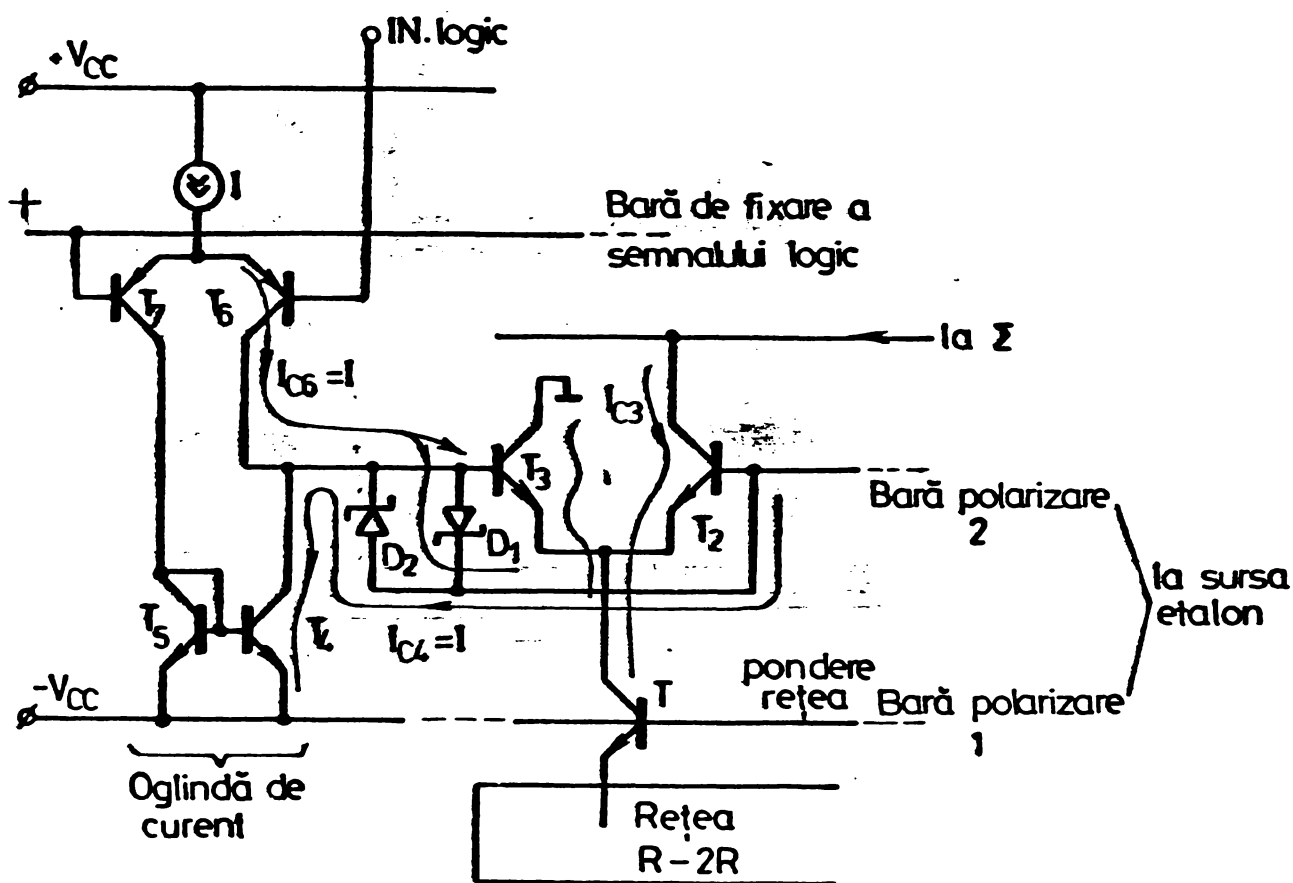 IN. logic
+VCC
I
+
Bară de fixare a
semnalului logic
T7
T6
la Σ
IC6 = I
IC3
T3
T2
Bară polarizare
2
D2
D1
la sursa
etalon
T5
T4
IC4 = I
pondere
rețea
T
-VCC
Bară polarizare
1
Oglindă de
curent
Rețea
R-2R